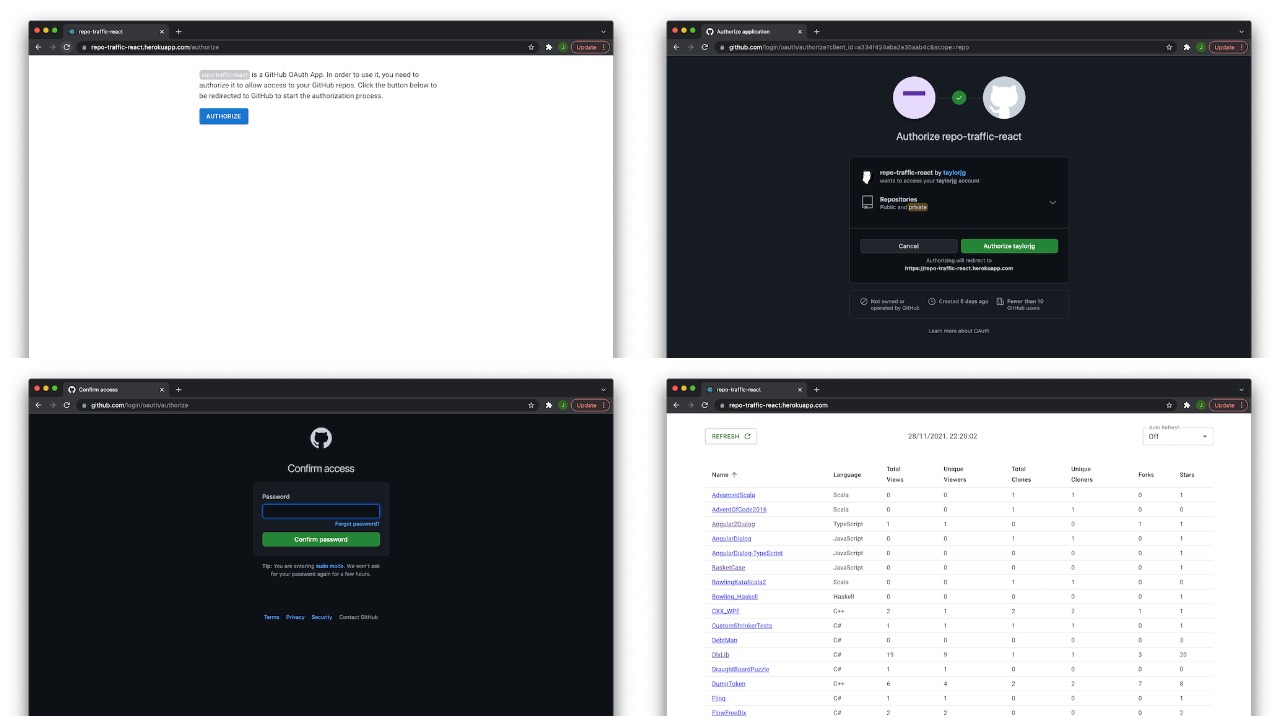 repo-traffic-react
Update
repo-traffic-react.herokuapp.com/authorize
repo-traffic-react is a GitHub OAuth App. In order to use it, you need to
authorize it to allow access to your GitHub repos. Click the button below to
be redirected to GitHub to start the authorization process.
AUTHORIZE
Authorize application
github.com/login/oauth/authorize?client_id=a334f424aba2e35aab4c&scope=repo
J
Update
Authorize repo-traffic-react
repo-traffic-react by taylorjg
wants to access your taylorjg account
Repositories
Public and private
Cancel
Authorize taylorjg
Authorizing will redirect to
https://repo-traffic-react.herokuapp.com
Not owned or
operated by GitHub
Created 8 days ago
Fewer than 10
GitHub users
Learn more about OAuth
Confirm access
github.com/login/oauth/authorize
J
Update
Confirm access
Password
Forgot password?
Confirm password
Tip: You are entering sudo mode. We won't ask
for your password again for a few hours.
Terms Privacy Security Contact GitHub
repo-traffic-react
repo-traffic-react.herokuapp.com
J
Update
REFRESH
28/11/2021, 22:20:02
Auto Refresh
Off
Name Language Total Views Unique Viewers Total Clones Unique Cloners Forks Stars
AdvancedScala Scala 0 0 1 1 0 1
AdventOfCode2016 Scala 0 0 1 1 0 0
Angular2Dialog TypeScript 1 1 0 0 1 1
AngularDialog JavaScript 0 0 1 1 0 1
AngularDialog-TypeScript JavaScript 0 0 1 1 0 1
BasketCase JavaScript 0 0 0 0 0 1
BowlingKataScala2 Scala 0 0 1 1 0 0
Bowling_Haskell Haskell 0 0 0 0 0 1
CXX_WPF C++ 2 1 2 2 1 1
CustomShrinkerTests C# 1 1 1 1 0 1
DebtMan C# 0 0 0 0 0 3
DlxLib C# 19 9 1 1 3 20
DraughtBoardPuzzle C# 1 1 0 0 0 0
DumpToken C++ 6 4 2 2 7 8
Fling C# 1 1 0 0 0 1
FlowFreeDlx C# 2 2 0 0 0 2